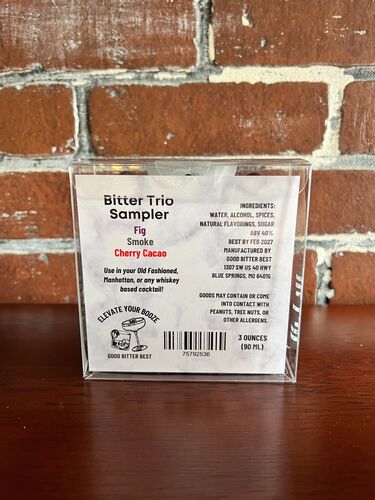 Bitter Trio
Sampler
Fig
Smoke
Cherry Cacao
Use in your Old Fashioned,
Manhattan, or any whiskey
based cocktail!
ELEVATE YOUR BOOZE
GOOD BITTER BEST
INGREDIENTS:
WATER, ALCOHOL, SPICES,
NATURAL FLAVORINGS, SUGAR
ABV 40%
BEST BY FEB 2027
MANUFACTURED BY
GOOD BITTER BEST
1307 SW US 40 HWY
BLUE SPRINGS, MO 64015
GOODS MAY CONTAIN OR COME
INTO CONTACT WITH
PEANUTS, TREE NUTS, OR
OTHER ALLERGENS.
75792536
3 OUNCES
(90 ML)